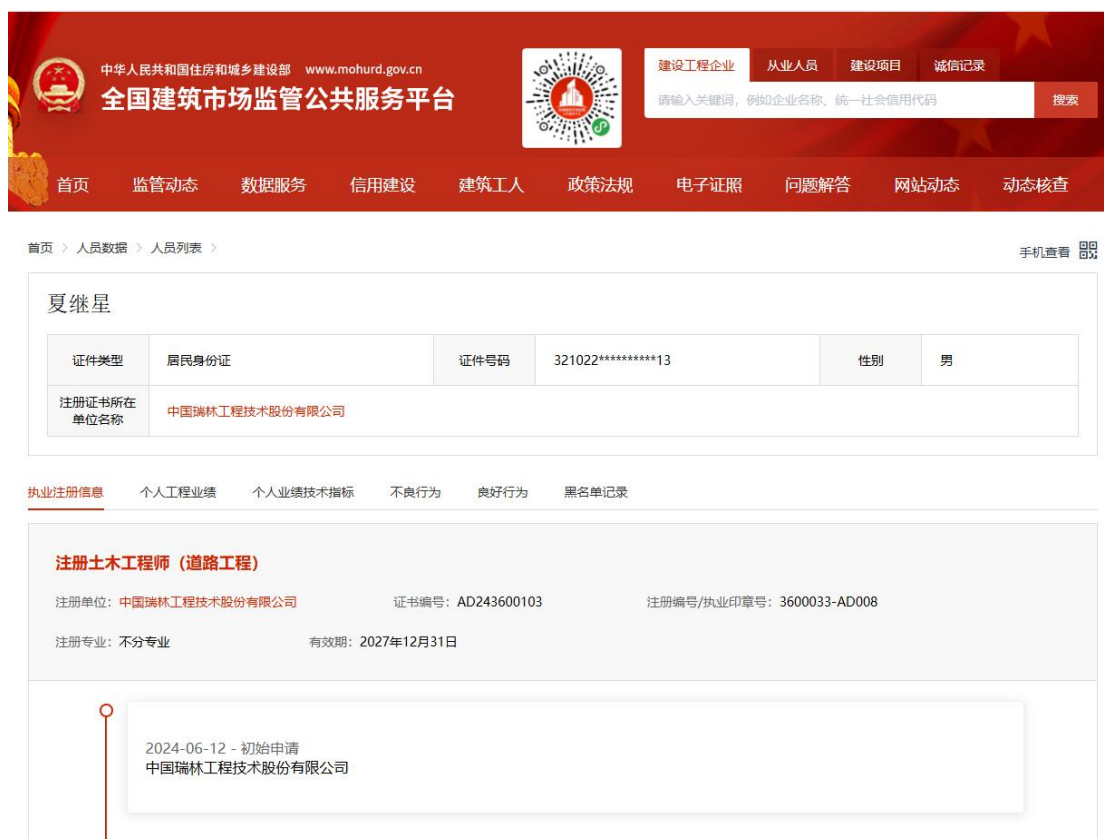 中华人民共和国住房和城乡建设部 www.mohurd.gov.cn
全国建筑市场监管公共服务平台
建设工程企业 从业人员 建设项目 诚信记录
请输入关键词，例如企业名称、统一社会信用代码 搜索
首页 监管动态 数据服务 信用建设 建筑工人 政策法规 电子证照 问题解答 网站动态 动态核查
首页 > 人员数据 > 人员列表 >
手机查看
夏继星
证件类型 居民身份证 证件号码 321022**********13 性别 男
注册证书所在
单位名称
中国瑞林工程技术股份有限公司
执业注册信息 个人工程业绩 个人业绩技术指标 不良行为 良好行为 黑名单记录
注册土木工程师（道路工程）
注册单位：中国瑞林工程技术股份有限公司 证书编号：AD243600103 注册编号/执业印章号：3600033-AD008
注册专业：不分专业 有效期：2027年12月31日
2024-06-12 - 初始申请
中国瑞林工程技术股份有限公司